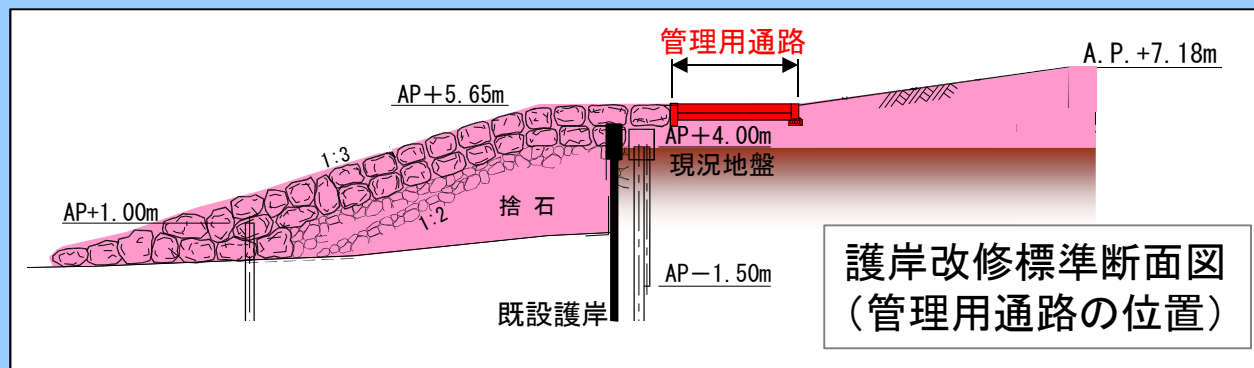 管理用通路
A.P.+7.18m
AP＋5.65m
AP＋4.00m
現況地盤
1:3
AP+1.00m
捨 石
1:2
AP－1.50m
既設護岸
護岸改修標準断面図
（管理用通路の位置）